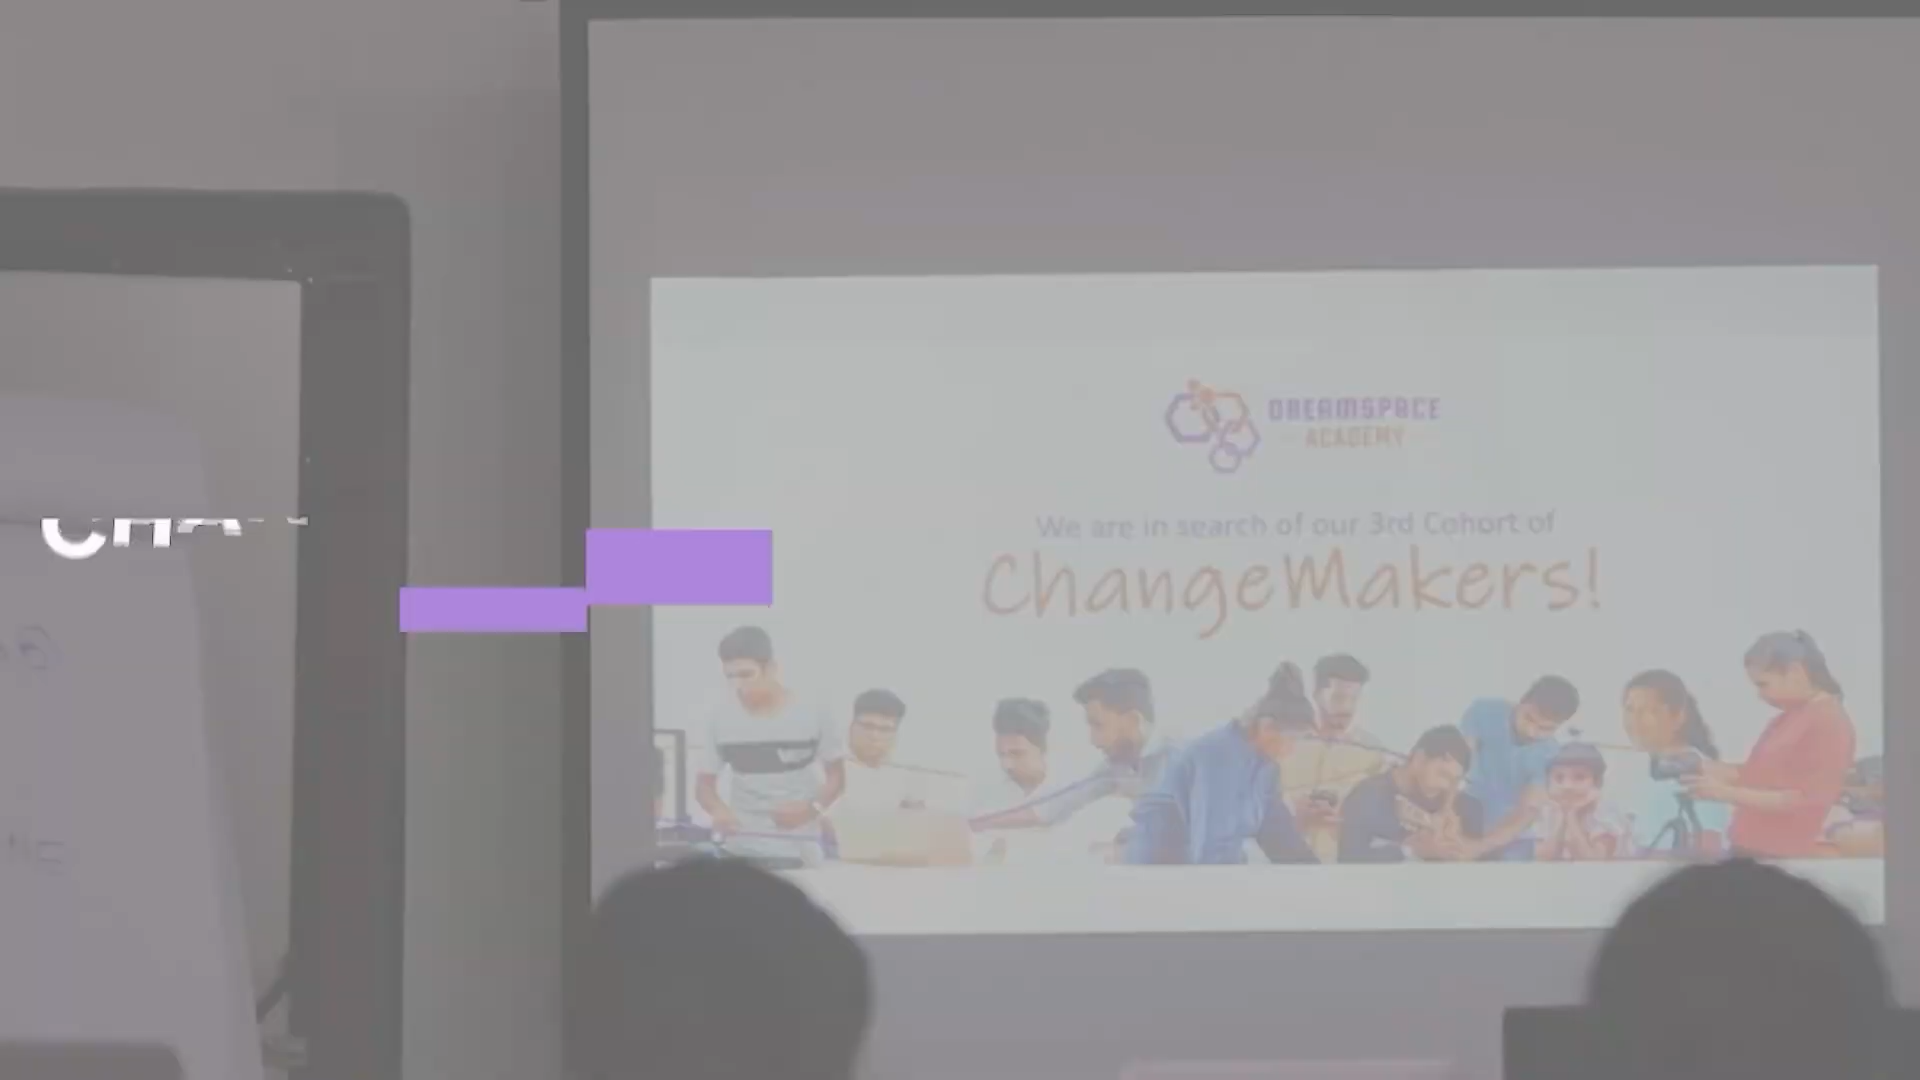 DREAMSPACE
ACADEMY
We are in search of our 3rd Cohort of
ChangeMakers!